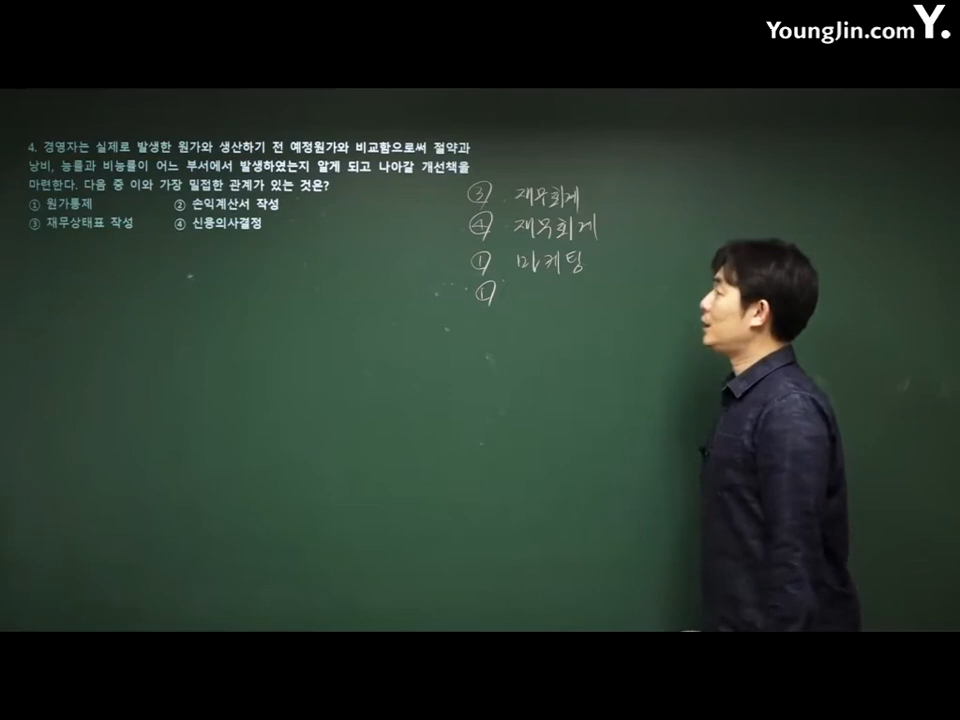 YoungJin.com Y.
4. 경영자는 실제로 발생한 원가와 생산하기 전 예정원가와 비교함으로써 절약과
낭비, 능률과 비능률이 어느 부서에서 발생하였는지 알게 되고 나아갈 개선책을
마련한다. 다음 중 이와 가장 밀접한 관계가 있는 것은?
① 원가통제 ② 손익계산서 작성
③ 재무상태표 작성 ④ 신용의사결정
③ 재무회계
④ 재무회계
① 마케팅
①